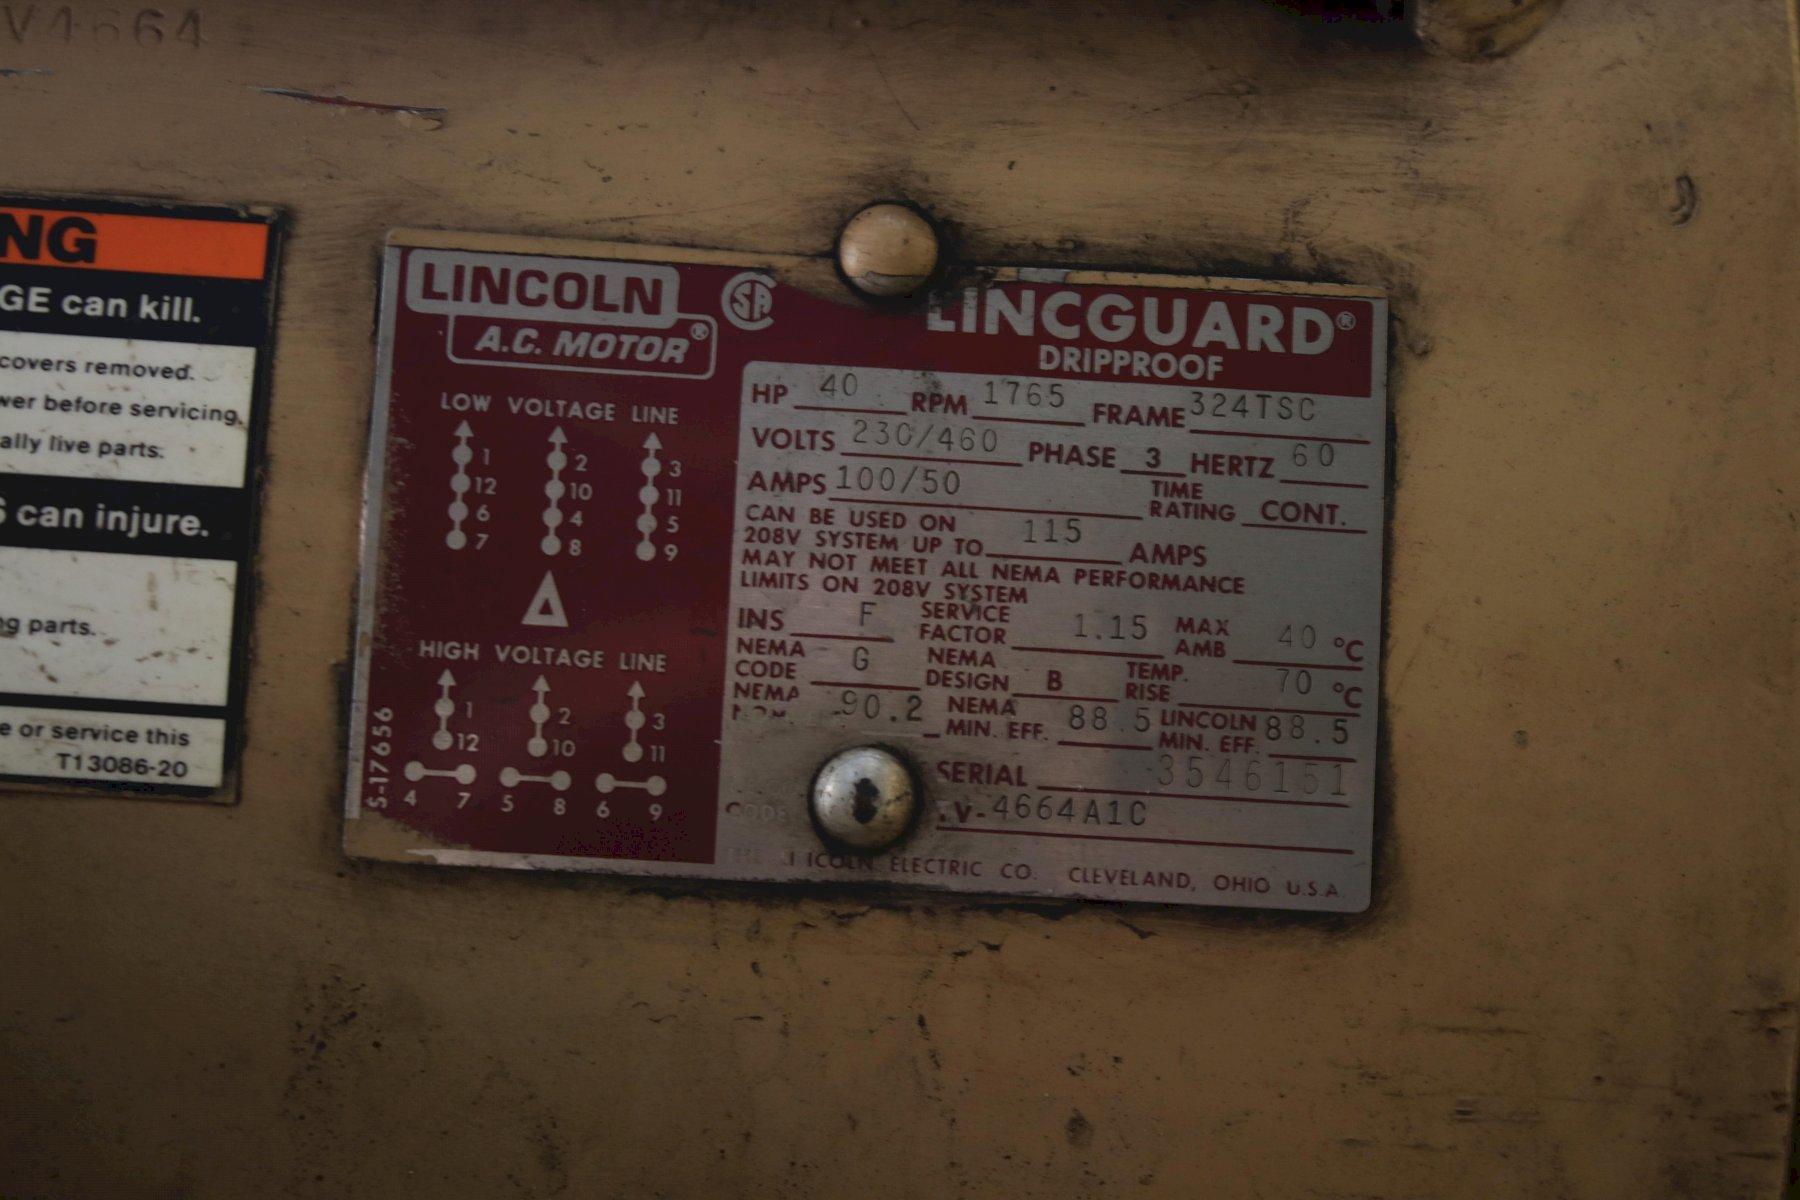 V4664
NG
GE can kill.
covers removed.
wer before servicing.
ally live parts.
S can injure.
ng parts.
e or service this
T13086-20
LINCOLN
A.C. MOTOR®
SA
LINCGUARD®
DRIPPROOF
LOW VOLTAGE LINE
1 2 3
12 10 11
6 4 5
7 8 9
HIGH VOLTAGE LINE
1 2 3
12 10 11
4 7 5 8 6 9
S-17656
HP 40 RPM 1765 FRAME 324TSC
VOLTS 230/460 PHASE 3 HERTZ 60
AMPS 100/50 TIME RATING CONT.
CAN BE USED ON
208V SYSTEM UP TO 115 AMPS
MAY NOT MEET ALL NEMA PERFORMANCE
LIMITS ON 208V SYSTEM
INS F SERVICE FACTOR 1.15 MAX AMB 40 °C
NEMA CODE G NEMA DESIGN B TEMP. RISE 70 °C
NEMA 90.2 NEMA MIN. EFF. 88.5 LINCOLN MIN. EFF. 88.5
SERIAL 3546151
CODE V-4664A1C
LINCOLN ELECTRIC CO. CLEVELAND, OHIO U.S.A.